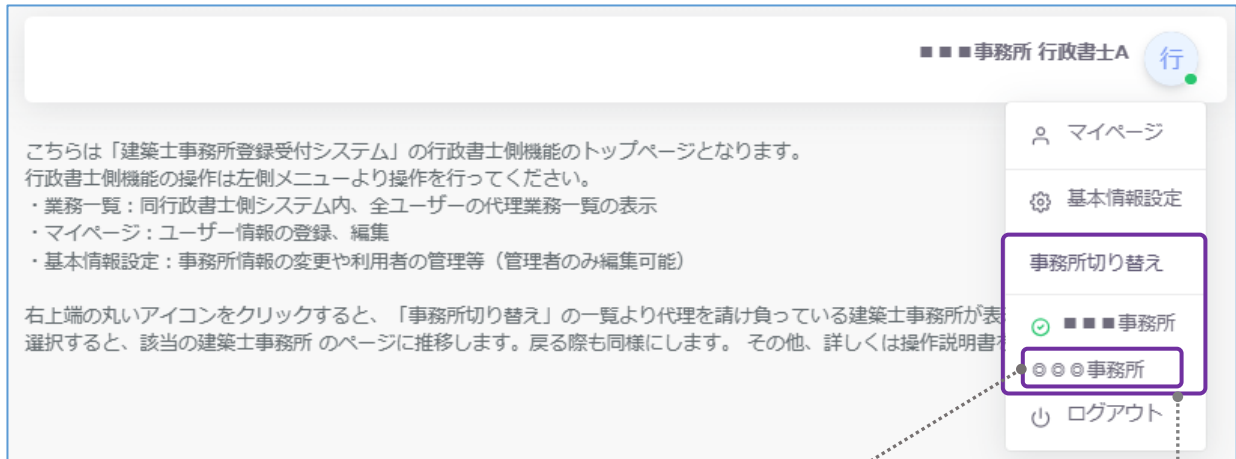 ■■■事務所 行政書士A
行
マイページ
基本情報設定
事務所切り替え
■■■事務所
◎◎◎事務所
ログアウト
こちらは「建築士事務所登録受付システム」の行政書士側機能のトップページとなります。
行政書士側機能の操作は左側メニューより操作を行ってください。
・業務一覧：同行政書士側システム内、全ユーザーの代理業務一覧の表示
・マイページ：ユーザー情報の登録、編集
・基本情報設定：事務所情報の変更や利用者の管理等（管理者のみ編集可能）
右上端の丸いアイコンをクリックすると、「事務所切り替え」の一覧より代理を請け負っている建築士事務所が表
選択すると、該当の建築士事務所 のページに推移します。戻る際も同様にします。 その他、詳しくは操作説明書